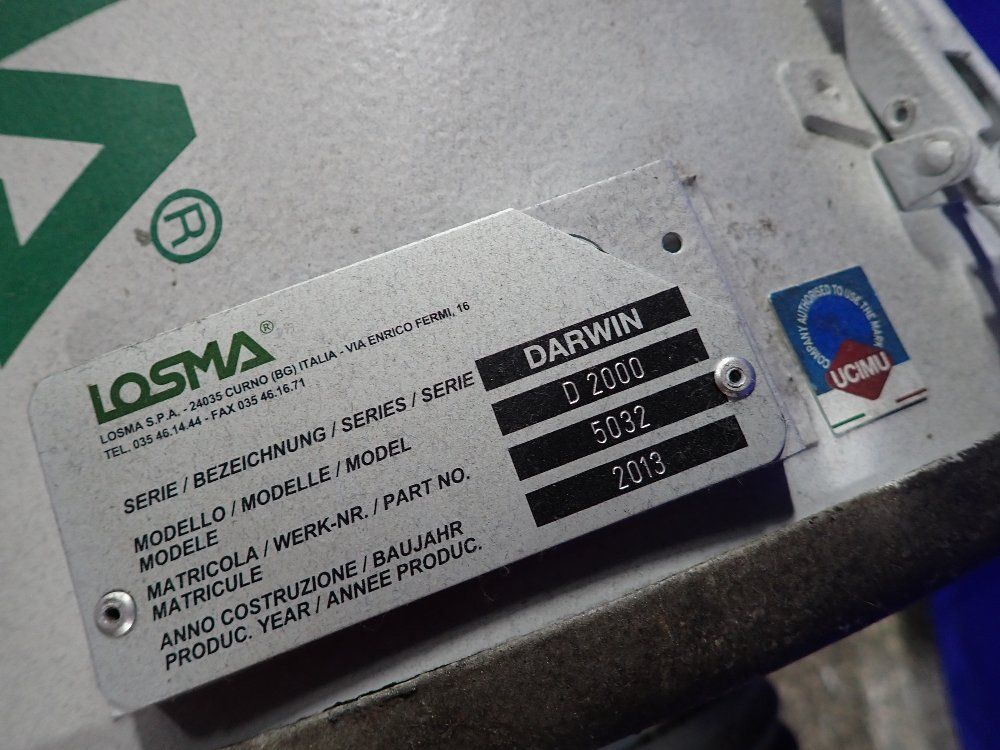 ®
LOSMA®
LOSMA S.P.A. - 24035 CURNO (BG) ITALIA - VIA ENRICO FERMI, 16
TEL. 035 46.14.44 - FAX 035 46.16.71
SERIE / BEZEICHNUNG / SERIES / SERIE DARWIN
MODELLO / MODELLE / MODEL D 2000
MODELE
MATRICOLA / WERK-NR. / PART NO. 5032
MATRICULE
ANNO COSTRUZIONE / BAUJAHR 2013
PRODUC. YEAR / ANNEE PRODUC.
COMPANY AUTHORISED TO USE THE MARK
UCIMU